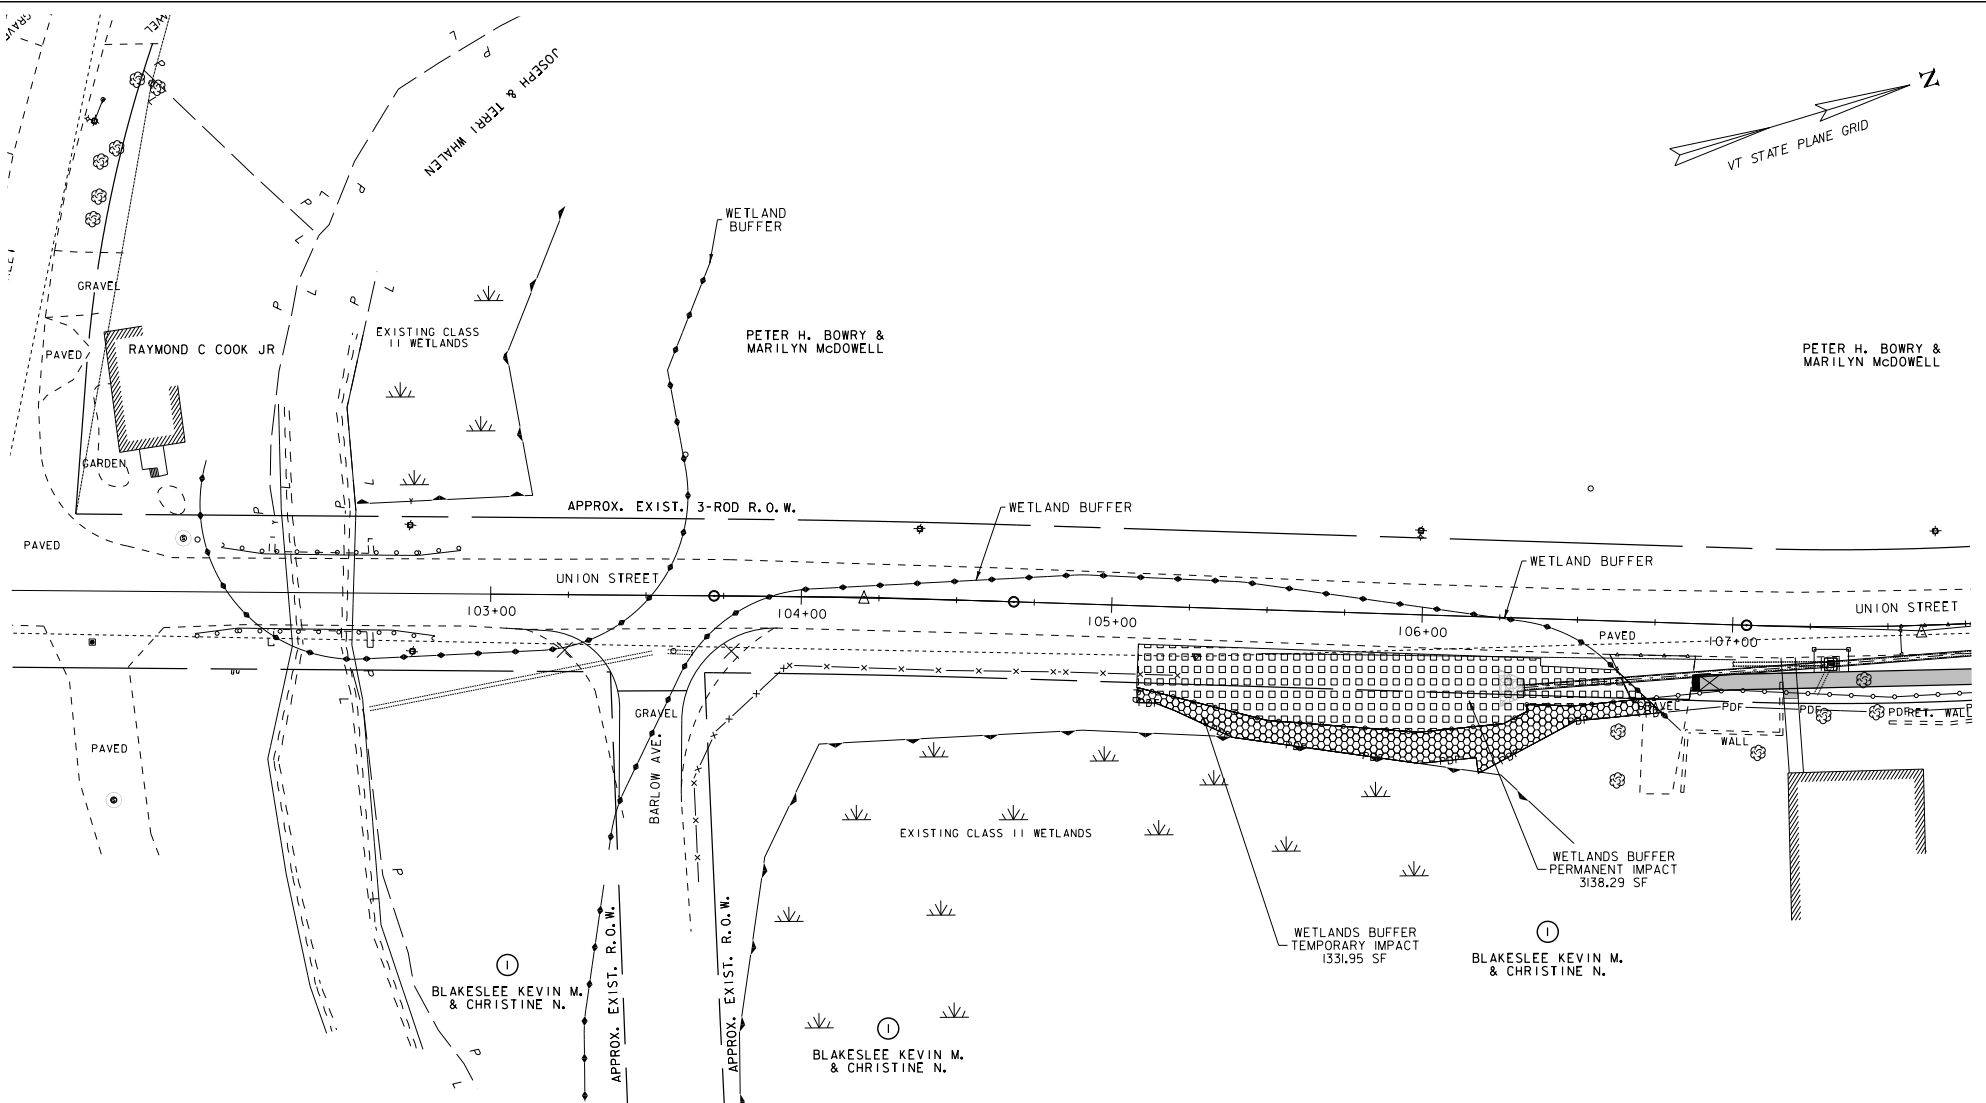 N
VT STATE PLANE GRID
JOSEPH & TERRI WHALEN
WETLAND
BUFFER
GRAVEL
PAVED
RAYMOND C COOK JR
EXISTING CLASS
II WETLANDS
PETER H. BOWRY &
MARILYN McDOWELL
PETER H. BOWRY &
MARILYN McDOWELL
GARDEN
APPROX. EXIST. 3-ROD R.O.W.
WETLAND BUFFER
PAVED
WETLAND BUFFER
UNION STREET
103+00
104+00
105+00
106+00
107+00
UNION STREET
PAVED
GRAVEL
PDF
PDF
PDF
RET. WALL
WALL
PAVED
BARLOW AVE.
EXISTING CLASS II WETLANDS
WETLANDS BUFFER
PERMANENT IMPACT
3138.29 SF
WETLANDS BUFFER
TEMPORARY IMPACT
1331.95 SF
1
BLAKESLEE KEVIN M.
& CHRISTINE N.
1
BLAKESLEE KEVIN M.
& CHRISTINE N.
1
BLAKESLEE KEVIN M.
& CHRISTINE N.
APPROX. EXIST. R.O.W.
APPROX. EXIST. R.O.W.